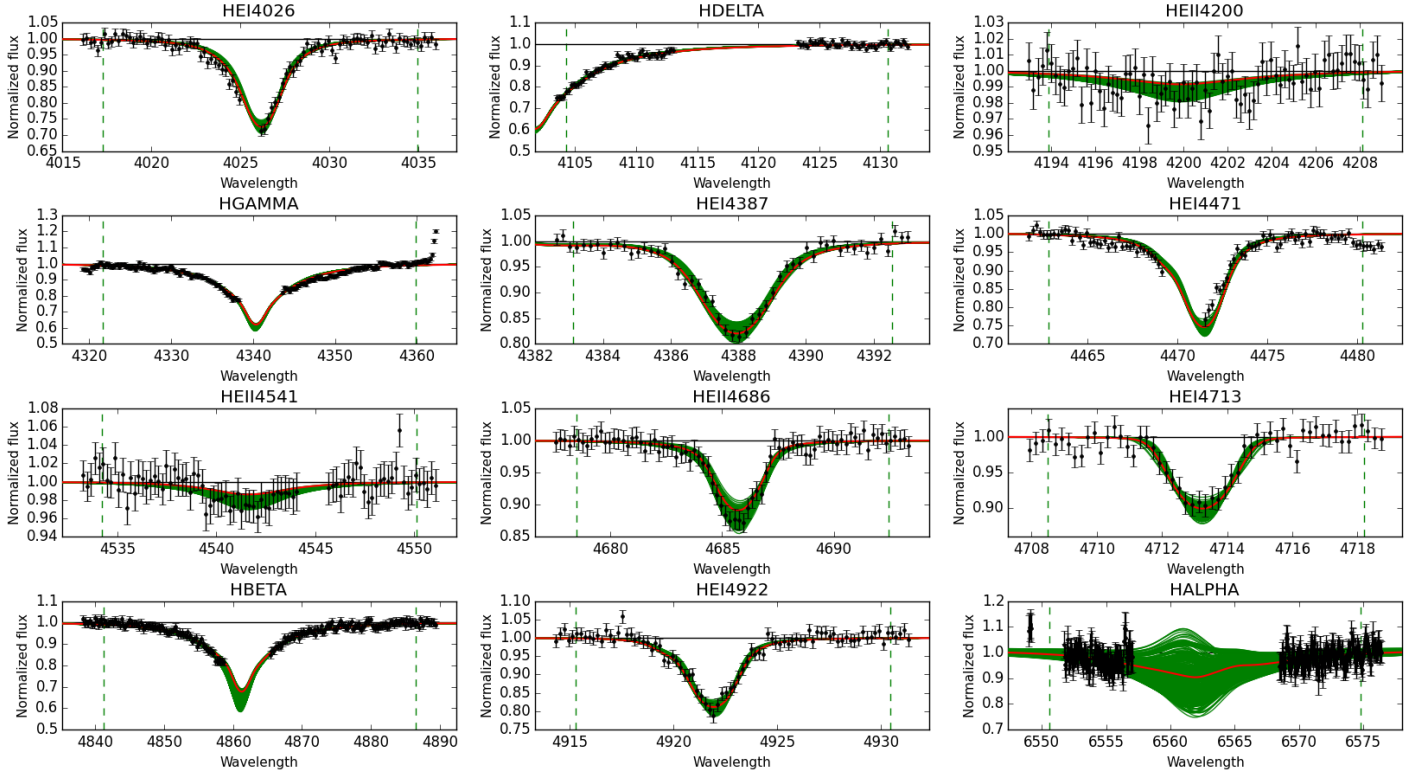 HEI4026
Normalized flux
1.05
1.00
0.95
0.90
0.85
0.80
0.75
0.70
0.65
4015 4020 4025 4030 4035
Wavelength
HDELTA
Normalized flux
1.1
1.0
0.9
0.8
0.7
0.6
0.5
4105 4110 4115 4120 4125 4130
Wavelength
HEII4200
Normalized flux
1.03
1.02
1.01
1.00
0.99
0.98
0.97
0.96
0.95
4194 4196 4198 4200 4202 4204 4206 4208
Wavelength
HGAMMA
Normalized flux
1.3
1.2
1.1
1.0
0.9
0.8
0.7
0.6
0.5
4320 4330 4340 4350 4360
Wavelength
HEI4387
Normalized flux
1.05
1.00
0.95
0.90
0.85
0.80
4382 4384 4386 4388 4390 4392
Wavelength
HEI4471
Normalized flux
1.05
1.00
0.95
0.90
0.85
0.80
0.75
0.70
4465 4470 4475 4480
Wavelength
HEII4541
Normalized flux
1.08
1.06
1.04
1.02
1.00
0.98
0.96
0.94
4535 4540 4545 4550
Wavelength
HEII4686
Normalized flux
1.05
1.00
0.95
0.90
0.85
4680 4685 4690
Wavelength
HEI4713
Normalized flux
1.00
0.95
0.90
4708 4710 4712 4714 4716 4718
Wavelength
HBETA
Normalized flux
1.1
1.0
0.9
0.8
0.7
0.6
0.5
4840 4850 4860 4870 4880 4890
Wavelength
HEI4922
Normalized flux
1.10
1.05
1.00
0.95
0.90
0.85
0.80
0.75
4915 4920 4925 4930
Wavelength
HALPHA
Normalized flux
1.2
1.1
1.0
0.9
0.8
0.7
6550 6555 6560 6565 6570 6575
Wavelength